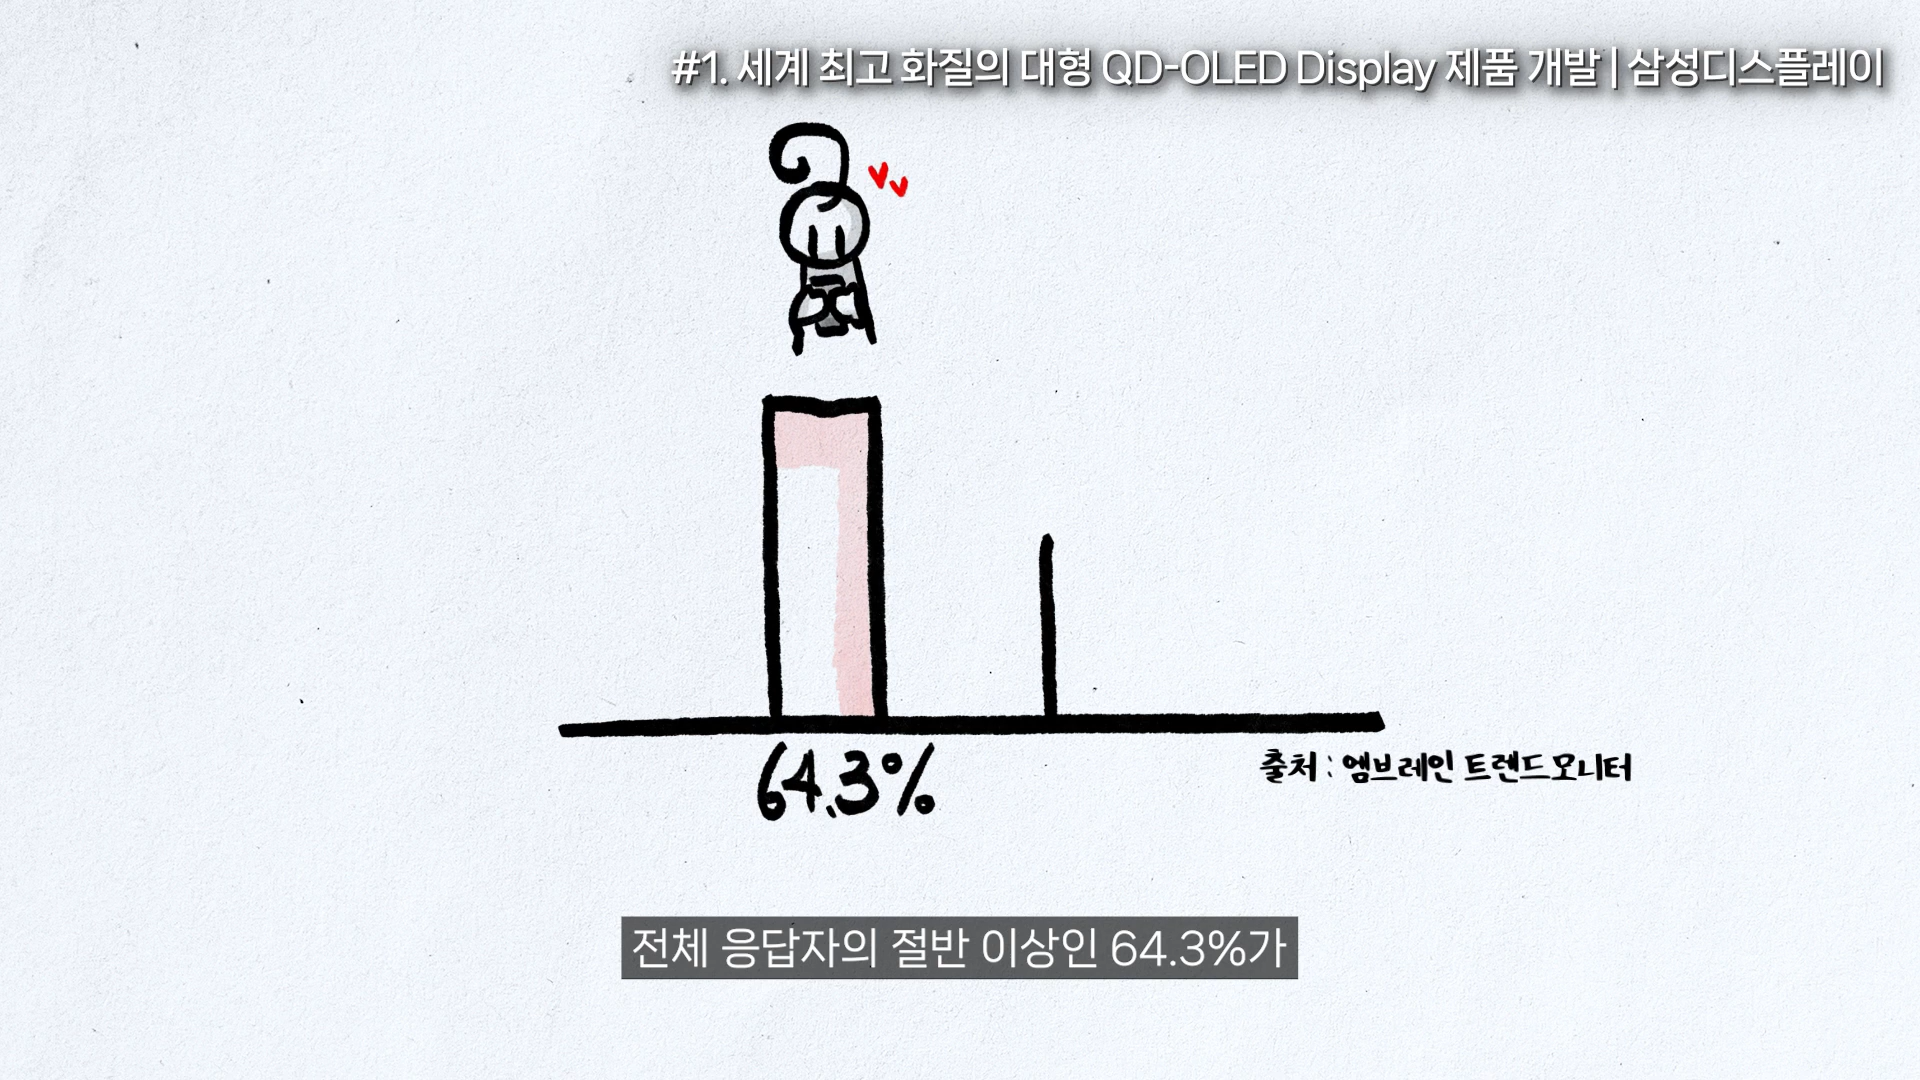 #1. 세계 최고 화질의 대형 QD-OLED Display 제품 개발 | 삼성디스플레이
64.3%
출처 : 엠브레인 트렌드모니터
전체 응답자의 절반 이상인 64.3%가